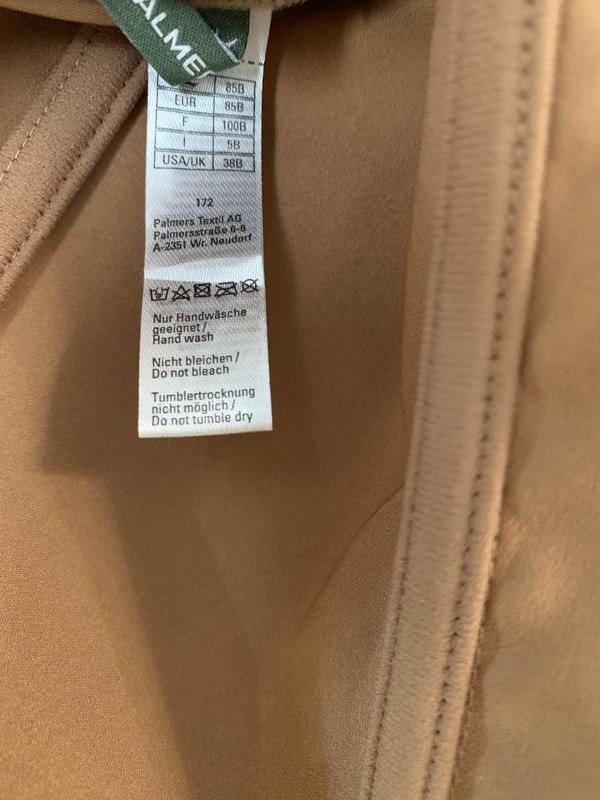 PALME
85B
EUR 85B
F 100B
I 5B
USA/UK 38B
172
Palmers Textil AG
Palmersstraße 6-8
A-2351 Wr. Neudorf
Nur Handwäsche
geeignet /
Hand wash
Nicht bleichen /
Do not bleach
Tumblertrocknung
nicht möglich /
Do not tumble dry